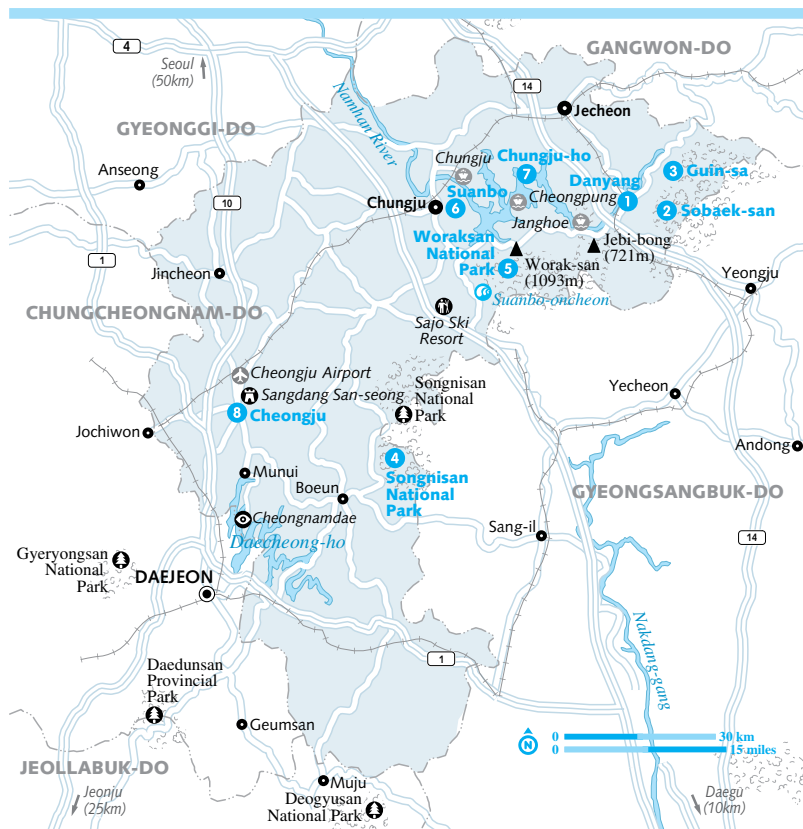 GANGWON-DO
4
Seoul
(50km)
14
Jecheon
Namhan River
GYEONGGI-DO
Anseong
Chungju
Chungju-ho
7
3
Guin-sa
Danyang
1
Suanbo
6
Cheongpung
Chungju
2
Sobaek-san
10
Janghoe
Woraksan
National
Park
5
Jebi-bong
(721m)
Worak-san
(1093m)
1
Jincheon
Yeongju
Suanbo-oncheon
CHUNGCHEONGNAM-DO
Sajo Ski
Resort
Cheongju Airport
Sangdang San-seong
Songnisan
National
Park
Yecheon
8
Cheongju
Jochiwon
Andong
4
Songnisan
National
Park
Munui
Boeun
GYEONGSANGBUK-DO
Cheongnamdae
Sang-il
Daecheong-ho
14
Gyeryongsan
National
Park
DAEJEON
Nakdang-gang
1
Daedunsan
Provincial
Park
Geumsan
0
30 km
N
0
15 miles
JEOLLABUK-DO
Muju
Jeonju
(25km)
Deogyusan
National Park
Daegu
(10km)